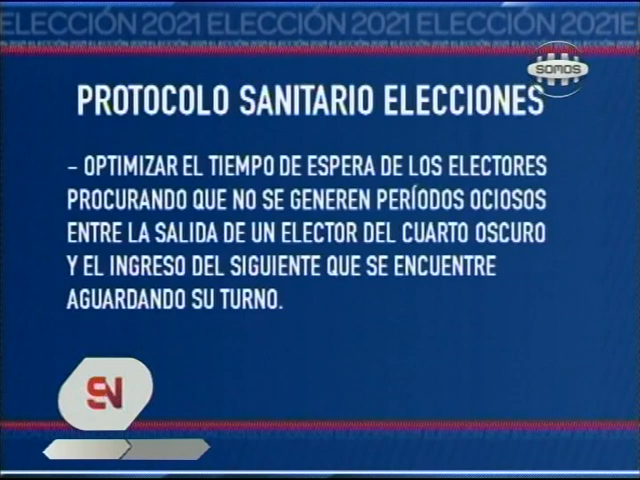 ELECCIÓN 2021 ELECCIÓN 2021 ELECCIÓN 2021
SOMOS
PROTOCOLO SANITARIO ELECCIONES
– OPTIMIZAR EL TIEMPO DE ESPERA DE LOS ELECTORES
PROCURANDO QUE NO SE GENEREN PERÍODOS OCIOSOS
ENTRE LA SALIDA DE UN ELECTOR DEL CUARTO OSCURO
Y EL INGRESO DEL SIGUIENTE QUE SE ENCUENTRE
AGUARDANDO SU TURNO.
SN